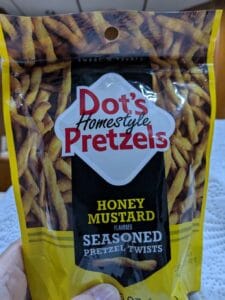 Dot's
Homestyle
Pretzels
HONEY
MUSTARD
FLAVORED
SEASONED
PRETZEL TWISTS